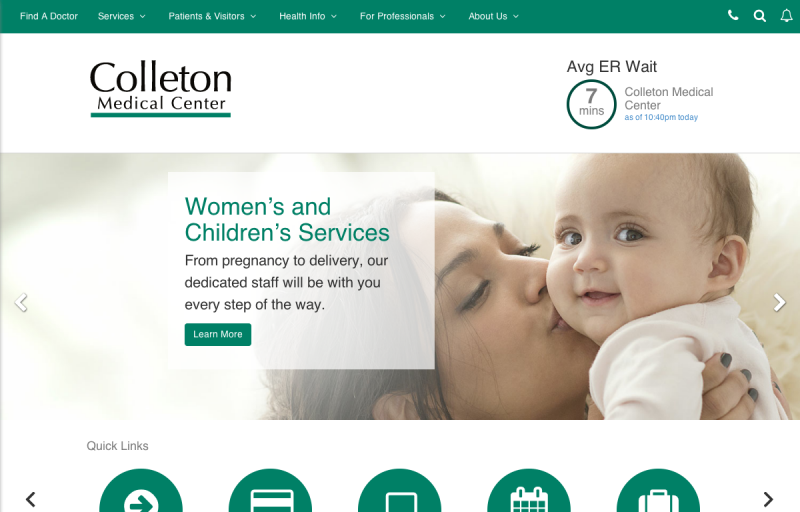 Find A Doctor
Services
Patients & Visitors
Health Info
For Professionals
About Us
Colleton
Medical Center
Avg ER Wait
7
mins
Colleton Medical
Center
as of 10:40pm today
Women's and
Children's Services
From pregnancy to delivery, our
dedicated staff will be with you
every step of the way.
Learn More
Quick Links